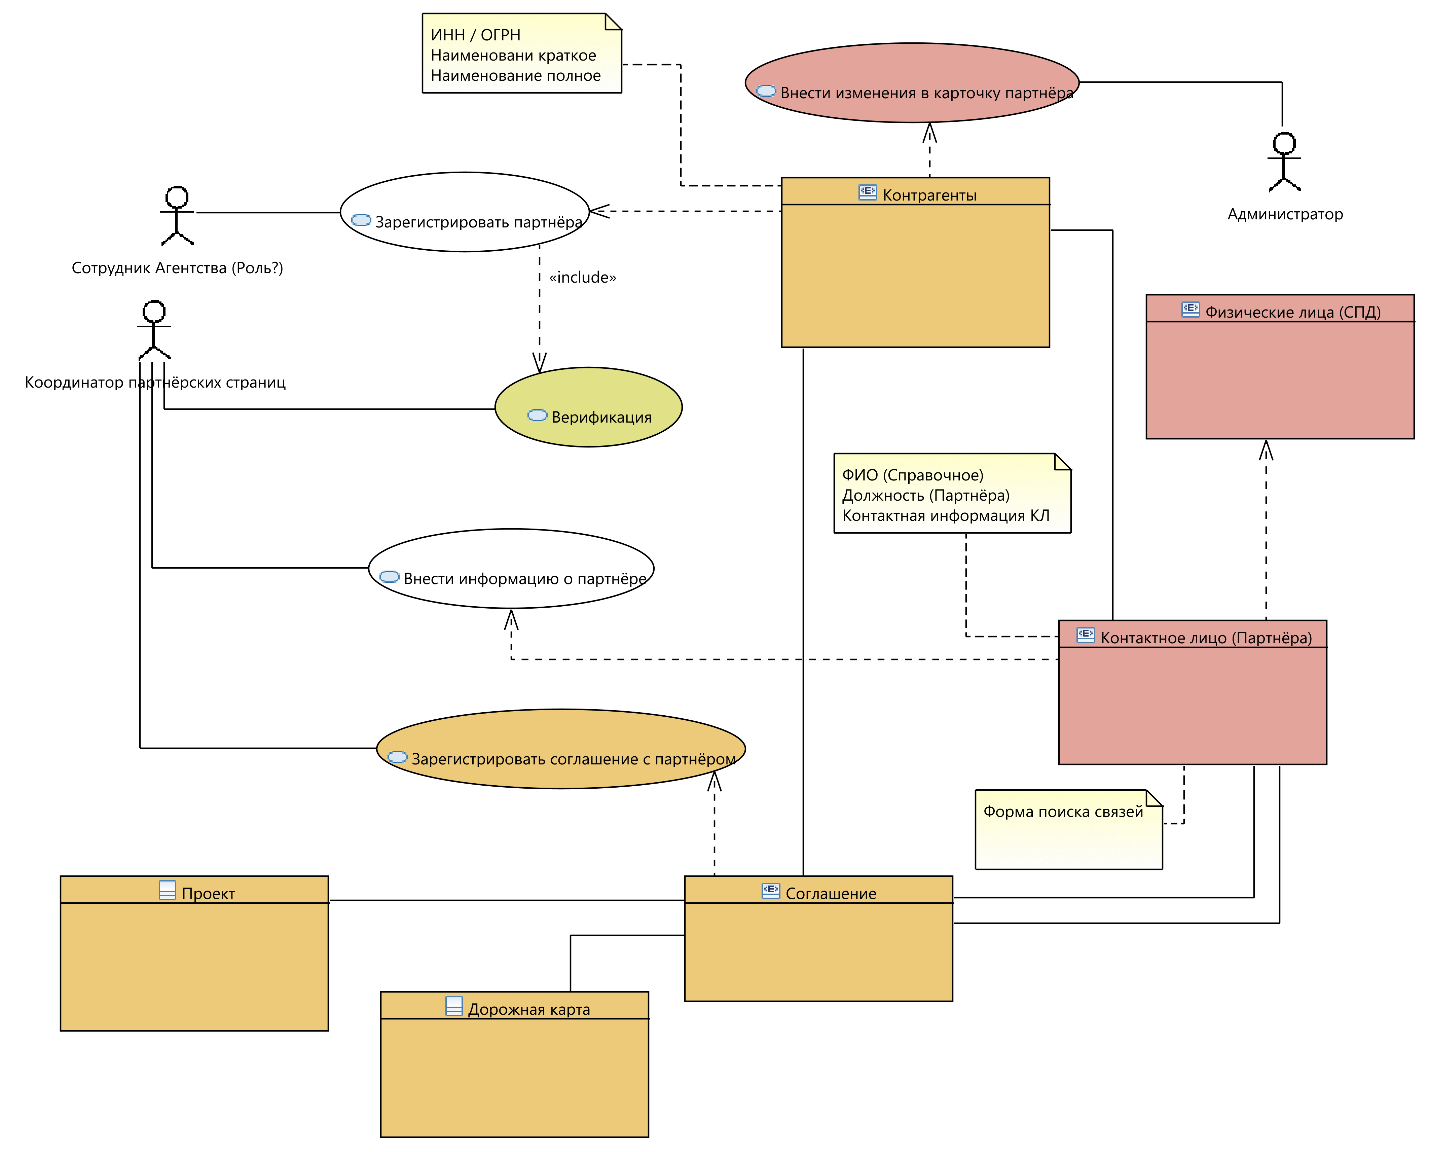 ИНН / ОГРН
Наименовани краткое
Наименование полное
Внести изменения в карточку партнёра
Администратор
Контрагенты
Зарегистрировать партнёра
Сотрудник Агентства (Роль?)
«include»
Физические лица (СПД)
Координатор партнёрских страниц
Верификация
ФИО (Справочное)
Должность (Партнёра)
Контактная информация КЛ
Внести информацию о партнёре
Контактное лицо (Партнёра)
Зарегистрировать соглашение с партнёром
Форма поиска связей
Проект
Соглашение
Дорожная карта